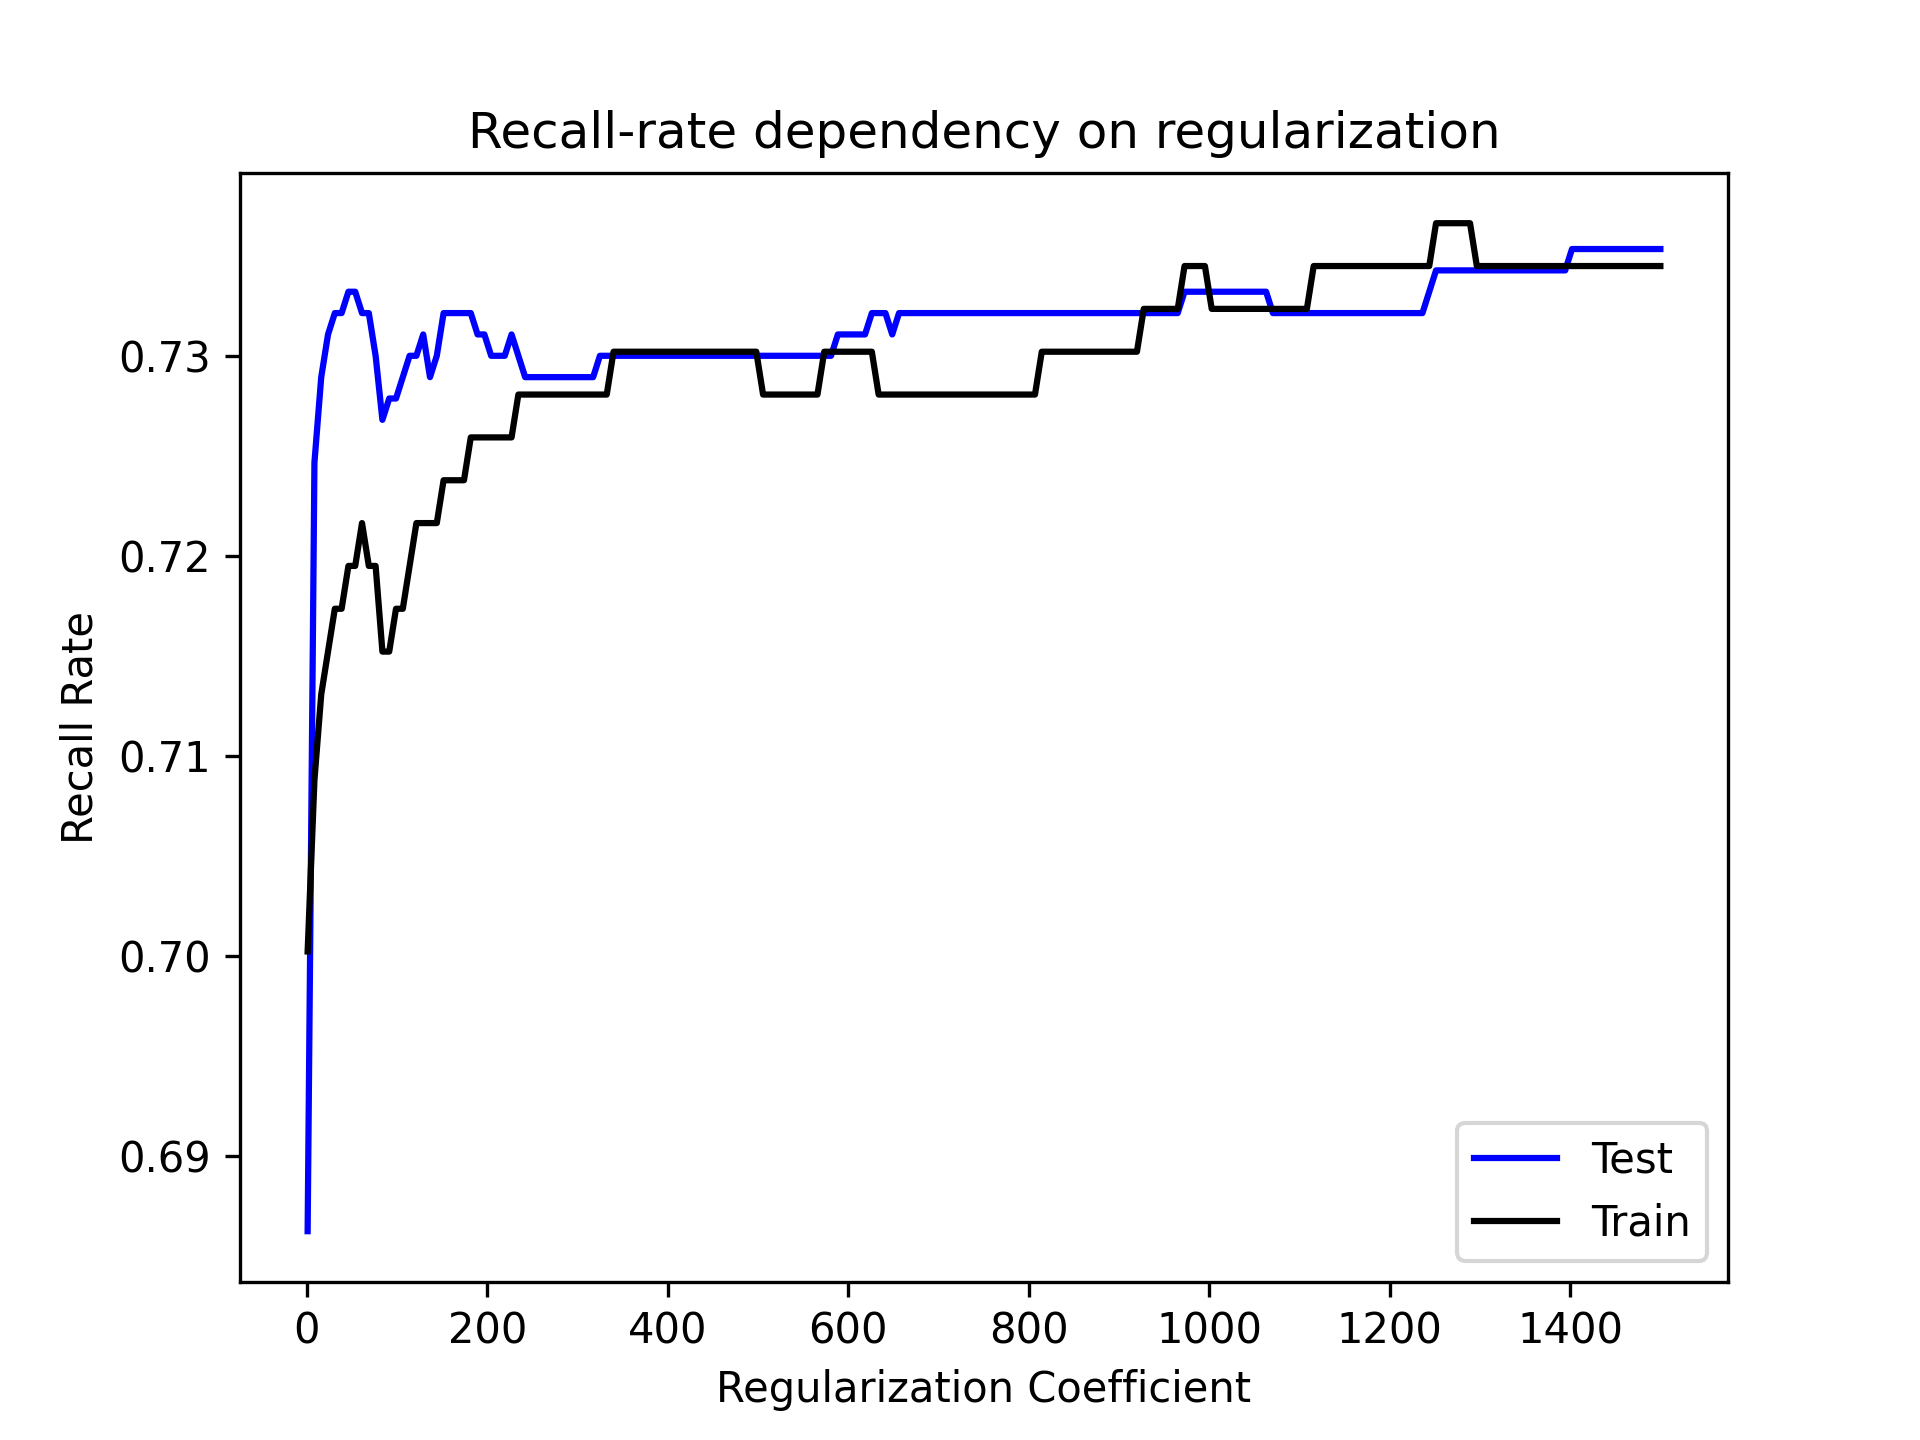 Recall-rate dependency on regularization
Recall Rate
0.73
0.72
0.71
0.70
0.69
0 200 400 600 800 1000 1200 1400
Regularization Coefficient
Test
Train